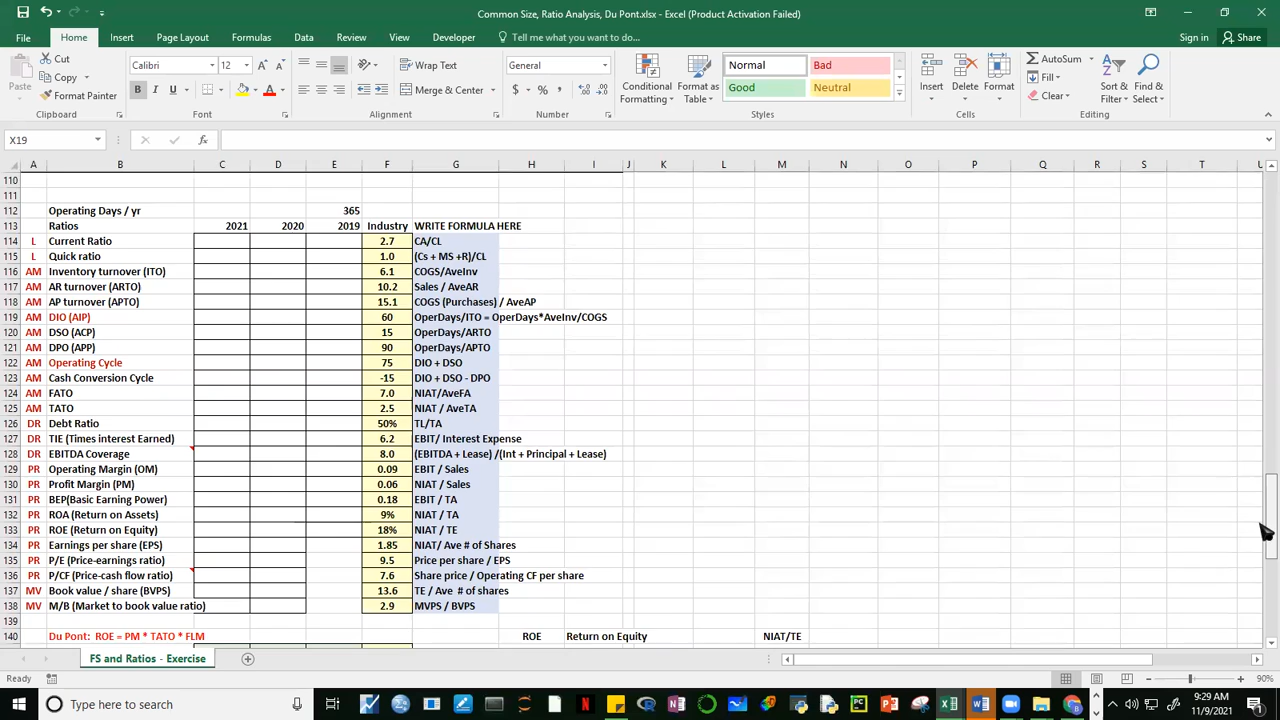 Common Size, Ratio Analysis, Du Pont.xlsx - Excel (Product Activation Failed)
File Home Insert Page Layout Formulas Data Review View Developer Tell me what you want to do... Sign in Share
Cut Calibri 12 Wrap Text General Normal Bad AutoSum
Copy Fill
Paste Format Painter B I U Merge & Center $ % Conditional Formatting Format as Table Good Neutral Insert Delete Format Clear Sort & Filter Find & Select
Clipboard Font Alignment Number Styles Cells Editing
X19 fx
A B C D E F G H I J K L M N O P Q R S T U
110
111
112 Operating Days / yr 365
113 Ratios 2021 2020 2019 Industry WRITE FORMULA HERE
114 L Current Ratio 2.7 CA/CL
115 L Quick ratio 1.0 (Cs + MS +R)/CL
116 AM Inventory turnover (ITO) 6.1 COGS/AveInv
117 AM AR turnover (ARTO) 10.2 Sales / AveAR
118 AM AP turnover (APTO) 15.1 COGS (Purchases) / AveAP
119 AM DIO (AIP) 60 OperDays/ITO = OperDays*AveInv/COGS
120 AM DSO (ACP) 15 OperDays/ARTO
121 AM DPO (APP) 90 OperDays/APTO
122 AM Operating Cycle 75 DIO + DSO
123 AM Cash Conversion Cycle -15 DIO + DSO - DPO
124 AM FATO 7.0 NIAT/AveFA
125 AM TATO 2.5 NIAT / AveTA
126 DR Debt Ratio 50% TL/TA
127 DR TIE (Times interest Earned) 6.2 EBIT/ Interest Expense
128 DR EBITDA Coverage 8.0 (EBITDA + Lease) /(Int + Principal + Lease)
129 PR Operating Margin (OM) 0.09 EBIT / Sales
130 PR Profit Margin (PM) 0.06 NIAT / Sales
131 PR BEP(Basic Earning Power) 0.18 EBIT / TA
132 PR ROA (Return on Assets) 9% NIAT / TA
133 PR ROE (Return on Equity) 18% NIAT / TE
134 PR Earnings per share (EPS) 1.85 NIAT/ Ave # of Shares
135 PR P/E (Price-earnings ratio) 9.5 Price per share / EPS
136 PR P/CF (Price-cash flow ratio) 7.6 Share price / Operating CF per share
137 MV Book value / share (BVPS) 13.6 TE / Ave # of shares
138 MV M/B (Market to book value ratio) 2.9 MVPS / BVPS
139
140 Du Pont: ROE = PM * TATO * FLM ROE Return on Equity NIAT/TE
FS and Ratios - Exercise
Ready 90%
Type here to search 9:29 AM
11/9/2021